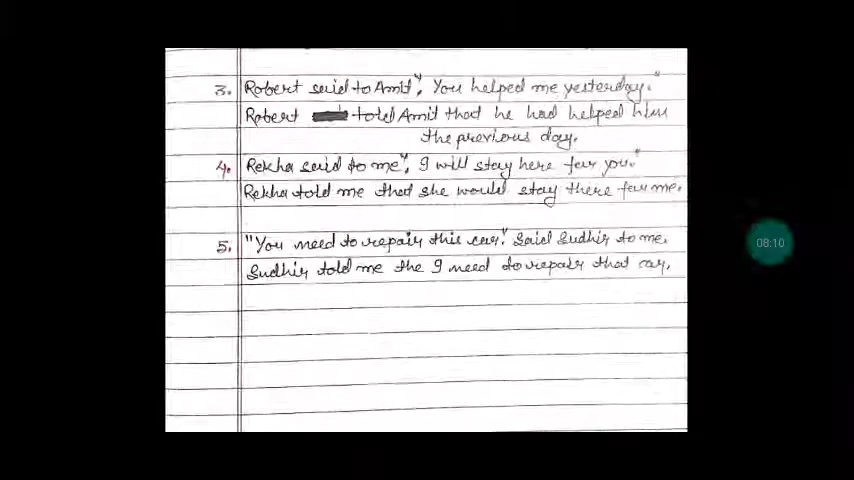 3. Robert said to Amit", You helped me yesterday."
Robert told Amit that he had helped him
the previous day.
4. Rekha said to me", I will stay here for you."
Rekha told me that she would stay there for me.
5. "You need to repair this car." Said Sudhir to me.
Sudhir told me the I need to repair that car.
08:10